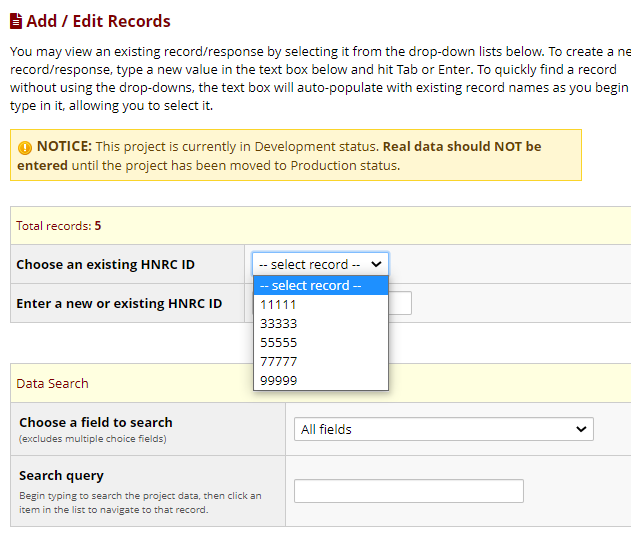 Add / Edit Records
You may view an existing record/response by selecting it from the drop-down lists below. To create a ne
record/response, type a new value in the text box below and hit Tab or Enter. To quickly find a record
without using the drop-downs, the text box will auto-populate with existing record names as you begin
type in it, allowing you to select it.
NOTICE: This project is currently in Development status. Real data should NOT be
entered until the project has been moved to Production status.
Total records: 5
Choose an existing HNRC ID
-- select record --
-- select record --
11111
33333
55555
77777
99999
Enter a new or existing HNRC ID
Data Search
Choose a field to search
(excludes multiple choice fields)
All fields
Search query
Begin typing to search the project data, then click an
item in the list to navigate to that record.